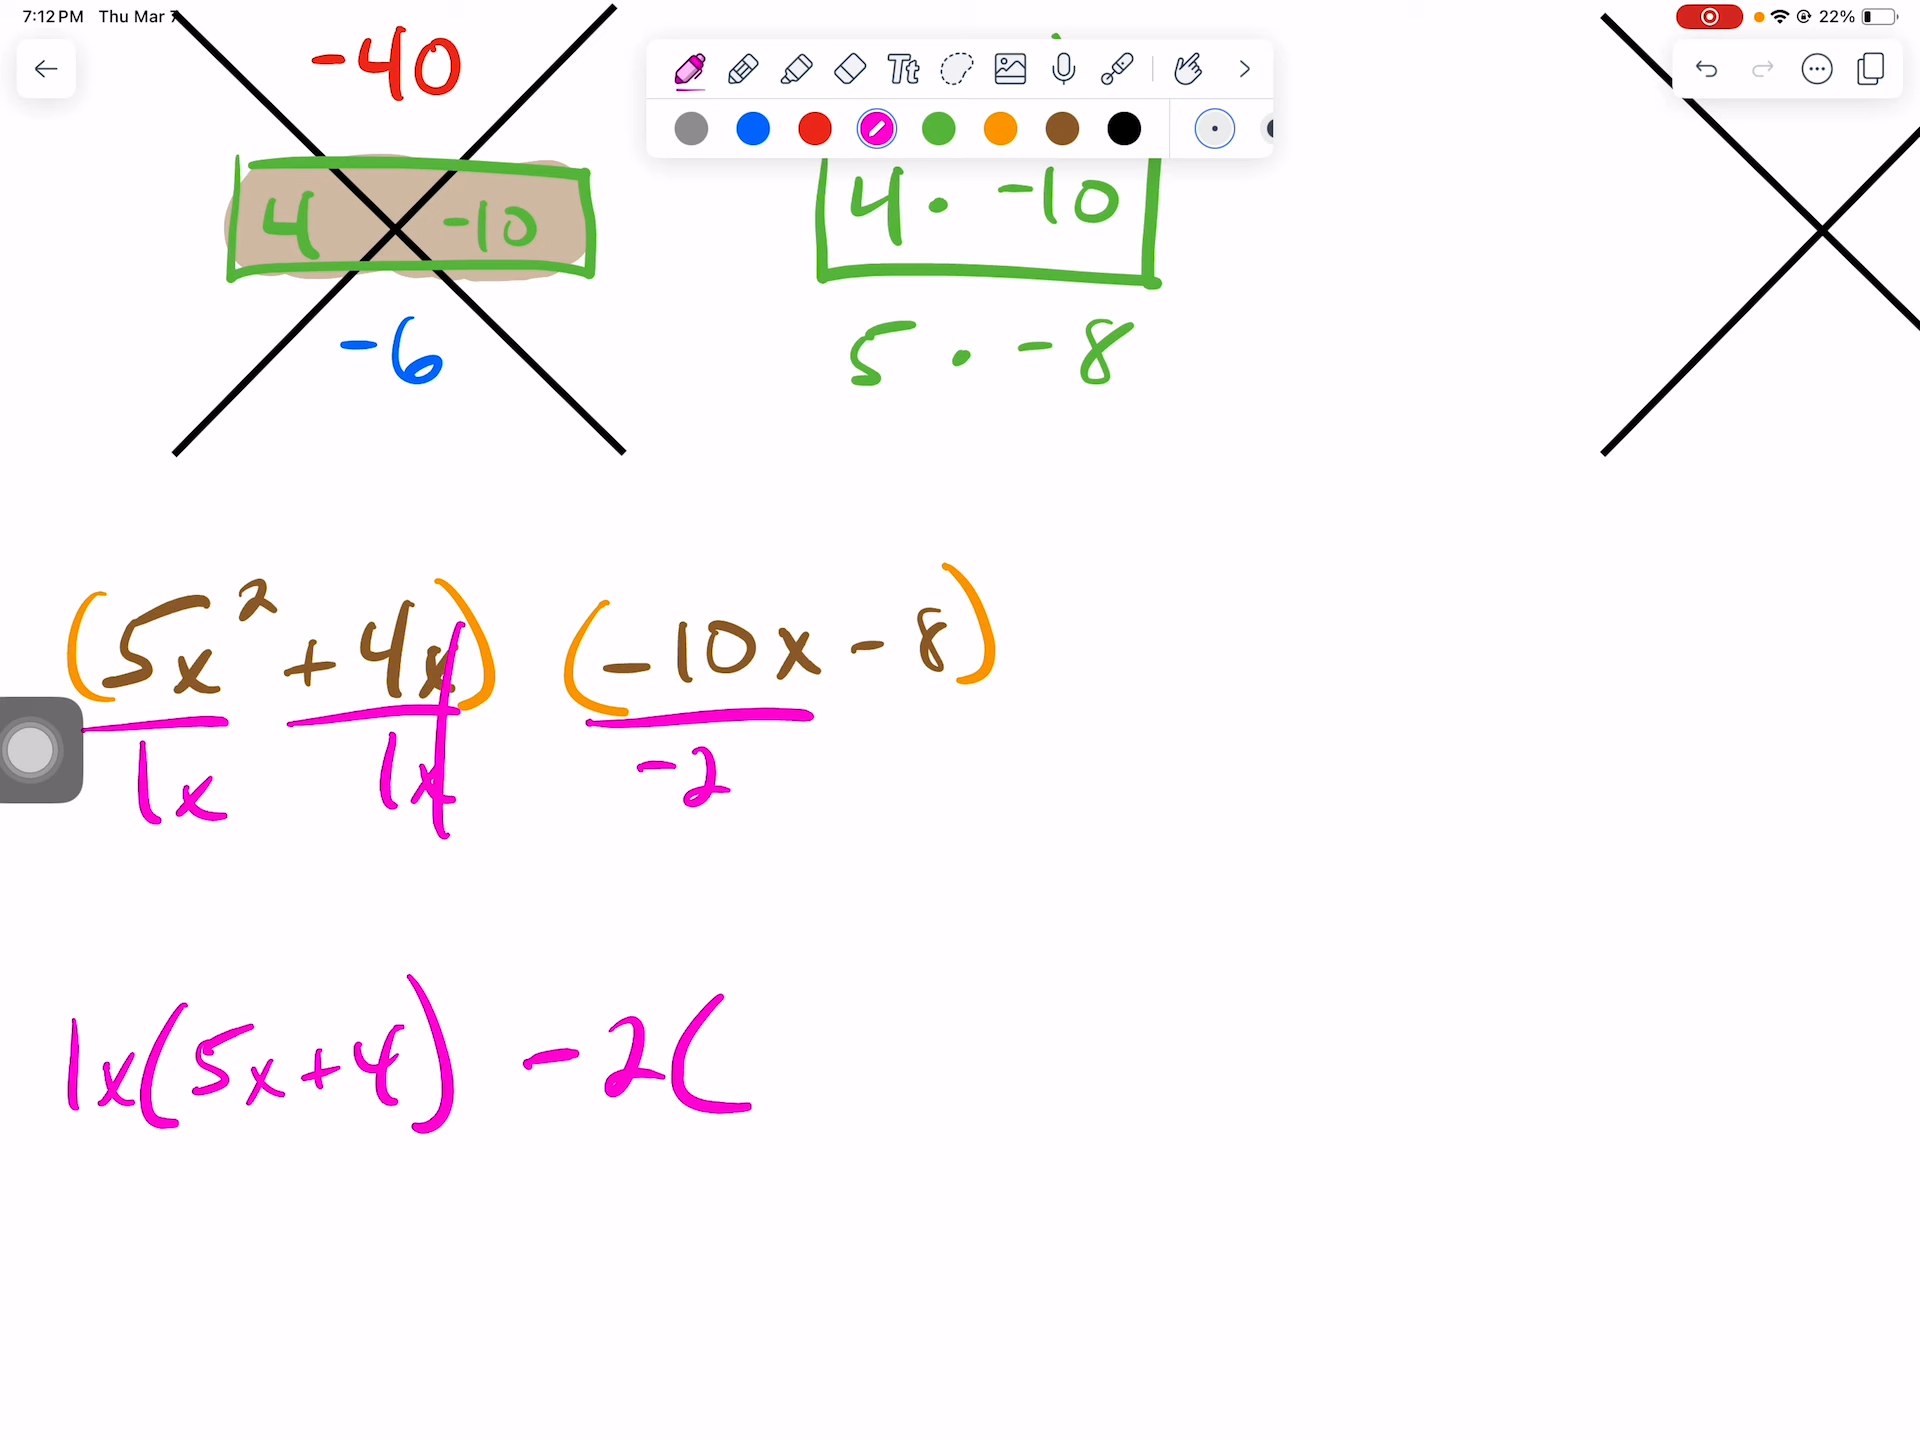 7:12 PM Thu Mar 7
22%
Tt
-40
4 -10
-6
4 · -10
5 · -8
(5x² + 4x) (-10x - 8)
1x 1x -2
1x(5x+4) -2(